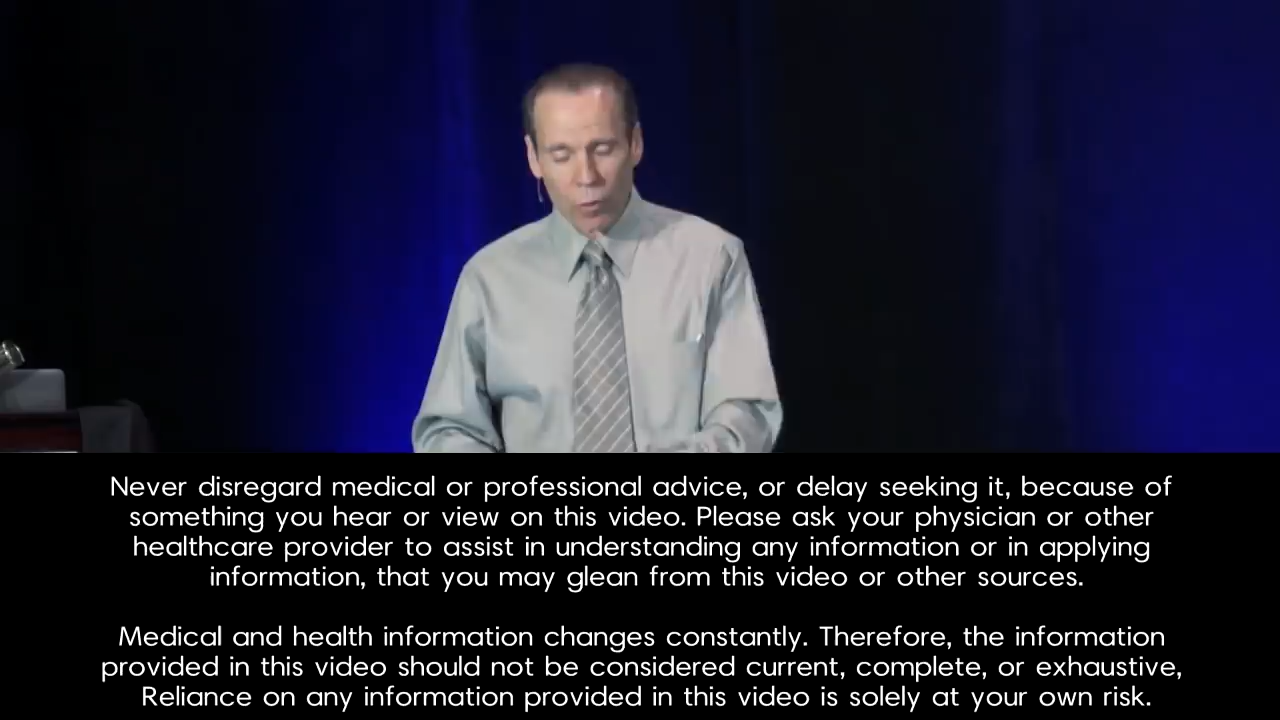 Never disregard medical or professional advice, or delay seeking it, because of
something you hear or view on this video. Please ask your physician or other
healthcare provider to assist in understanding any information or in applying
information, that you may glean from this video or other sources.
Medical and health information changes constantly. Therefore, the information
provided in this video should not be considered current, complete, or exhaustive,
Reliance on any information provided in this video is solely at your own risk.